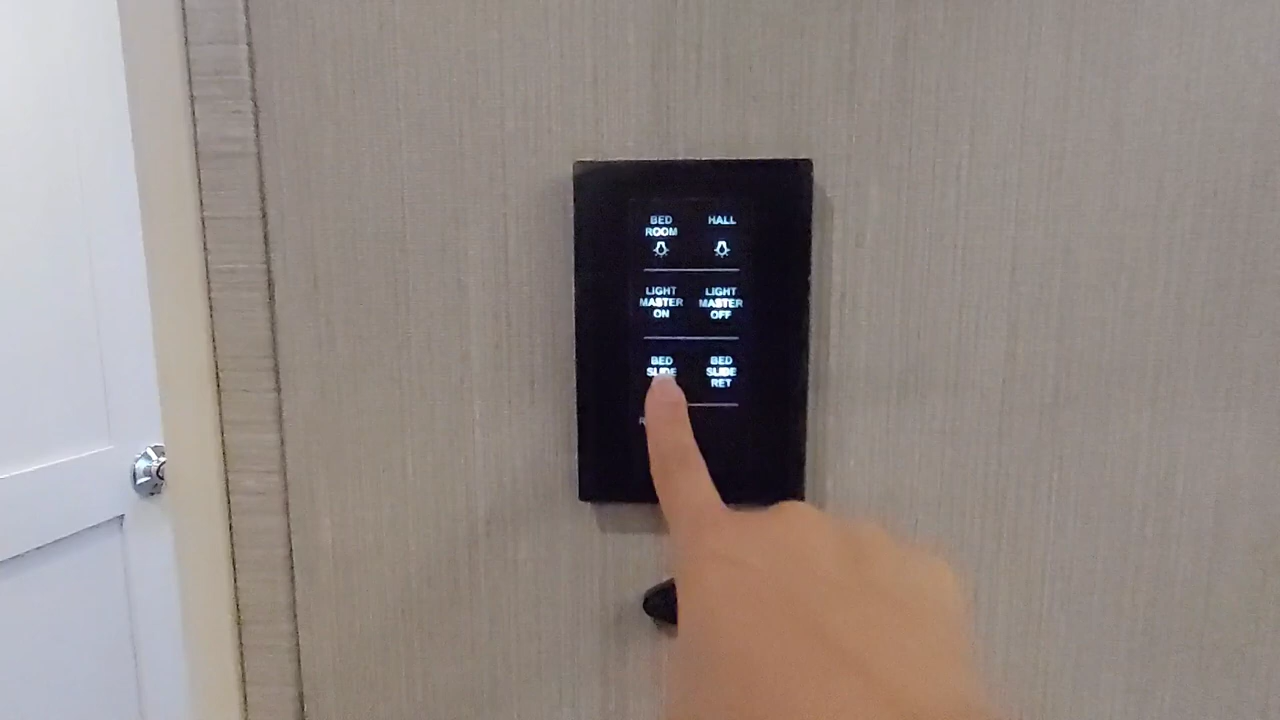 BED
ROOM
HALL
LIGHT
MASTER
ON
LIGHT
MASTER
OFF
BED
SLIDE
BED
SLIDE
RET